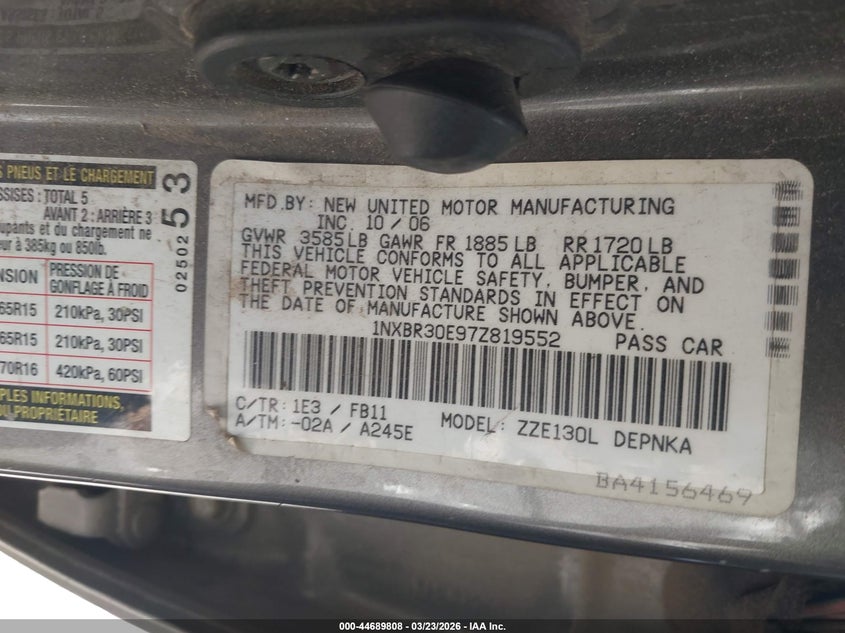 S PNEUS ET LE CHARGEMENT
SSISES : TOTAL 5
AVANT 2 : ARRIÈRE 3
cupants et du chargement ne
eur à 385kg ou 850lb.
NSION
PRESSION DE
GONFLAGE À FROID
65R15 210kPa, 30PSI
65R15 210kPa, 30PSI
70R16 420kPa, 60PSI
PLES INFORMATIONS,
DU PROPRIÉTAIRE
02502 53
MFD.BY: NEW UNITED MOTOR MANUFACTURING
INC 10 / 06
GVWR 3585LB GAWR FR 1885LB RR 1720LB
THIS VEHICLE CONFORMS TO ALL APPLICABLE
FEDERAL MOTOR VEHICLE SAFETY, BUMPER, AND
THEFT PREVENTION STANDARDS IN EFFECT ON
THE DATE OF MANUFACTURE SHOWN ABOVE.
1NXBR30E97Z819552 PASS CAR
C/TR: 1E3 / FB11
A/TM: -02A / A245E
MODEL: ZZE130L DEPNKA
BA4156469
000-44689808 - 03/23/2026 - IAA Inc.